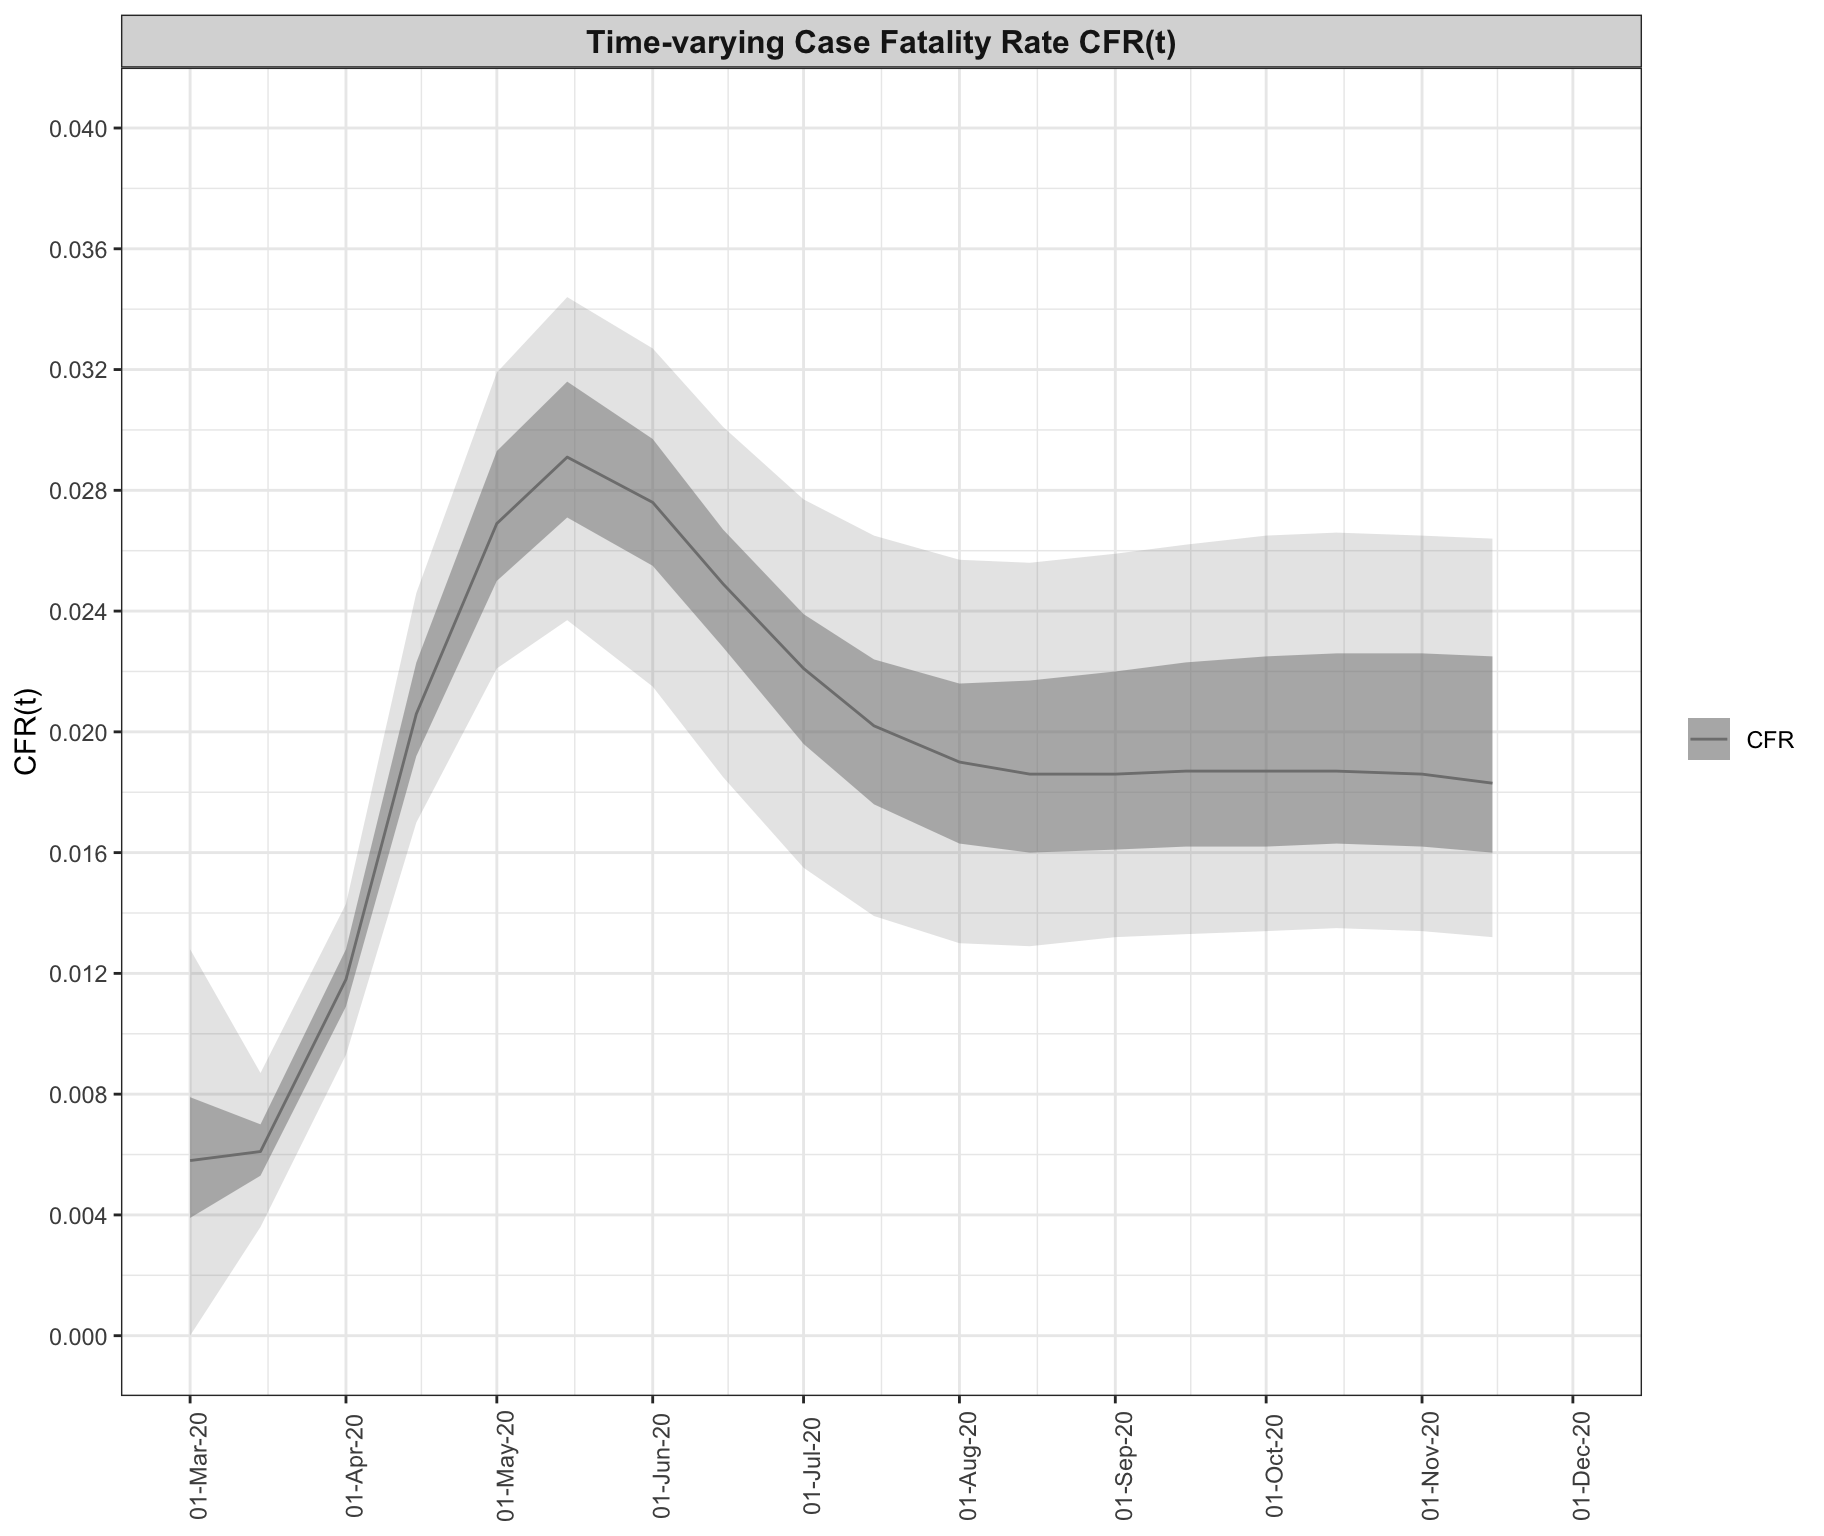 Time-varying Case Fatality Rate CFR(t)
0.040
0.036
0.032
0.028
0.024
0.020
0.016
0.012
0.008
0.004
0.000
CFR(t)
CFR
01-Mar-20
01-Apr-20
01-May-20
01-Jun-20
01-Jul-20
01-Aug-20
01-Sep-20
01-Oct-20
01-Nov-20
01-Dec-20